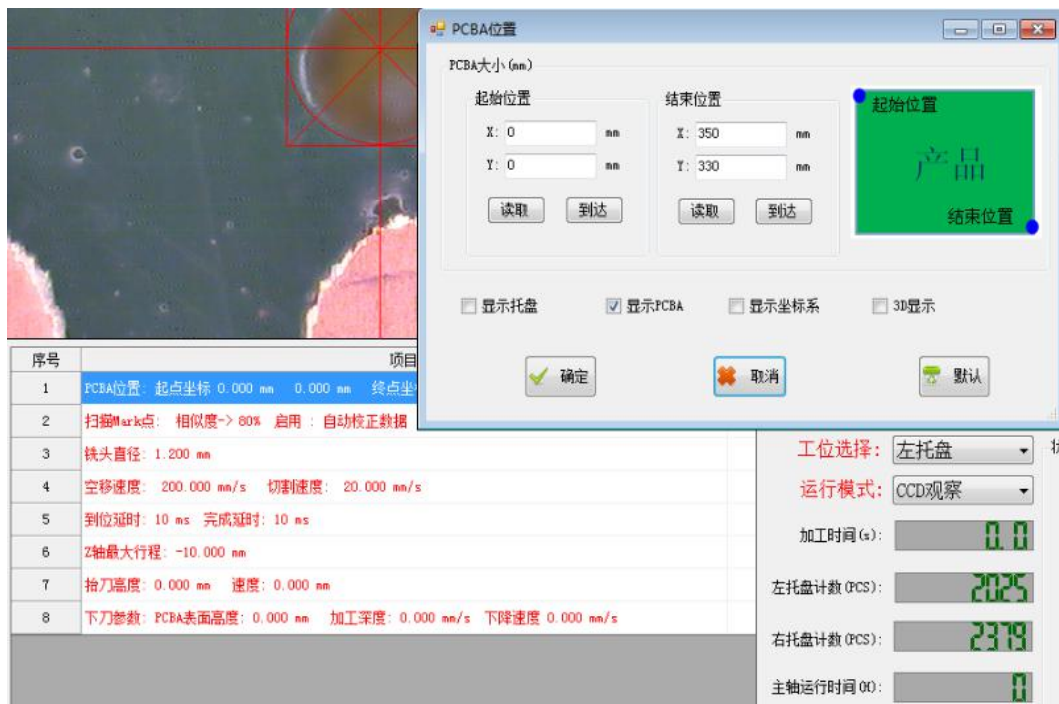 PCBA位置
PCBA大小(mm)
起始位置
X: 0 mm
Y: 0 mm
读取 到达
结束位置
X: 350 mm
Y: 330 mm
读取 到达
起始位置
产品
结束位置
显示托盘 显示PCBA 显示坐标系 3D显示
确定 取消 默认
序号 项目
1 PCBA位置: 起点坐标 0.000 mm 0.000 mm 终点坐
2 扫描Mark点: 相似度-> 80% 启用 : 自动校正数据
3 铣头直径: 1.200 mm
4 空移速度: 200.000 mm/s 切割速度: 20.000 mm/s
5 到位延时: 10 ms 完成延时: 10 ms
6 Z轴最大行程: -10.000 mm
7 抬刀高度: 0.000 mm 速度: 0.000 mm
8 下刀参数: PCBA表面高度: 0.000 mm 加工深度: 0.000 mm/s 下降速度 0.000 mm/s
工位选择: 左托盘
运行模式: CCD观察
加工时间(s): 0.0
左托盘计数(PCS): 2025
右托盘计数(PCS): 2379
主轴运行时间(H): 0